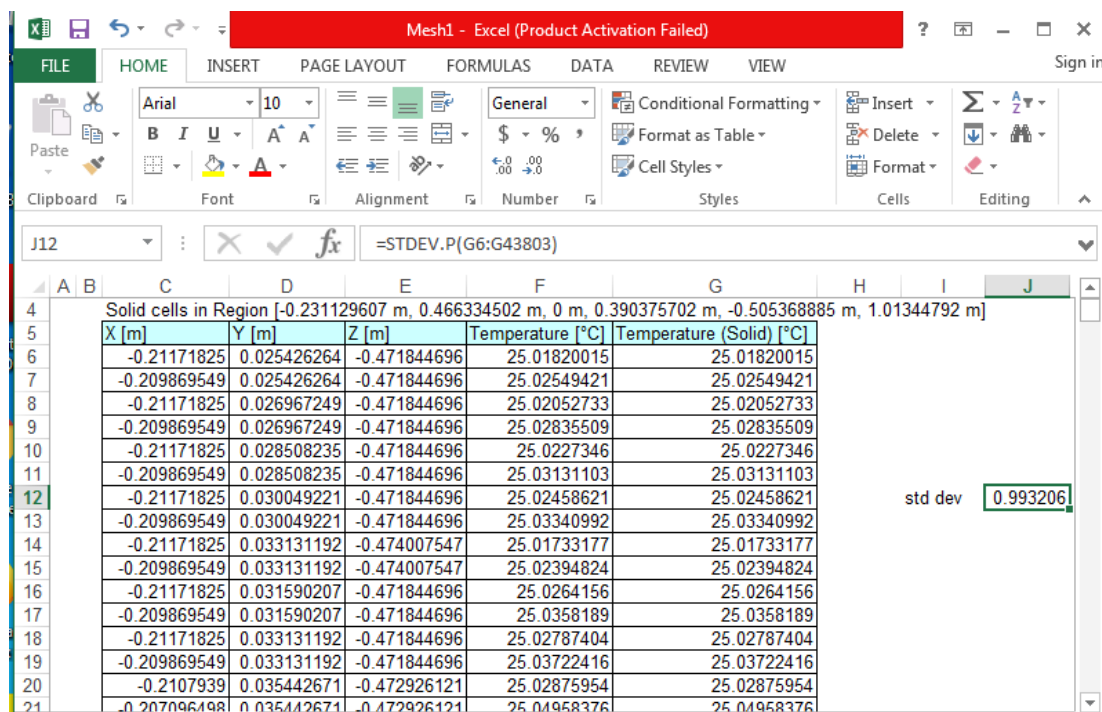 Mesh1 - Excel (Product Activation Failed)
FILE HOME INSERT PAGE LAYOUT FORMULAS DATA REVIEW VIEW Sign in
Paste
Arial 10
B I U A A A
General
$ % ,
Conditional Formatting
Format as Table
Cell Styles
Insert
Delete
Format
Clipboard Font Alignment Number Styles Cells Editing
J12 fx =STDEV.P(G6:G43803)
A B C D E F G H I J
4 Solid cells in Region [-0.231129607 m, 0.466334502 m, 0 m, 0.390375702 m, -0.505368885 m, 1.01344792 m]
5 X [m] Y [m] Z [m] Temperature [°C] Temperature (Solid) [°C]
6 -0.21171825 0.025426264 -0.471844696 25.01820015 25.01820015
7 -0.209869549 0.025426264 -0.471844696 25.02549421 25.02549421
8 -0.21171825 0.026967249 -0.471844696 25.02052733 25.02052733
9 -0.209869549 0.026967249 -0.471844696 25.02835509 25.02835509
10 -0.21171825 0.028508235 -0.471844696 25.0227346 25.0227346
11 -0.209869549 0.028508235 -0.471844696 25.03131103 25.03131103
12 -0.21171825 0.030049221 -0.471844696 25.02458621 25.02458621 std dev 0.993206
13 -0.209869549 0.030049221 -0.471844696 25.03340992 25.03340992
14 -0.21171825 0.033131192 -0.474007547 25.01733177 25.01733177
15 -0.209869549 0.033131192 -0.474007547 25.02394824 25.02394824
16 -0.21171825 0.031590207 -0.471844696 25.0264156 25.0264156
17 -0.209869549 0.031590207 -0.471844696 25.0358189 25.0358189
18 -0.21171825 0.033131192 -0.471844696 25.02787404 25.02787404
19 -0.209869549 0.033131192 -0.471844696 25.03722416 25.03722416
20 -0.2107939 0.035442671 -0.472926121 25.02875954 25.02875954
21 -0.207096498 0.035442671 -0.472926121 25.04958376 25.04958376